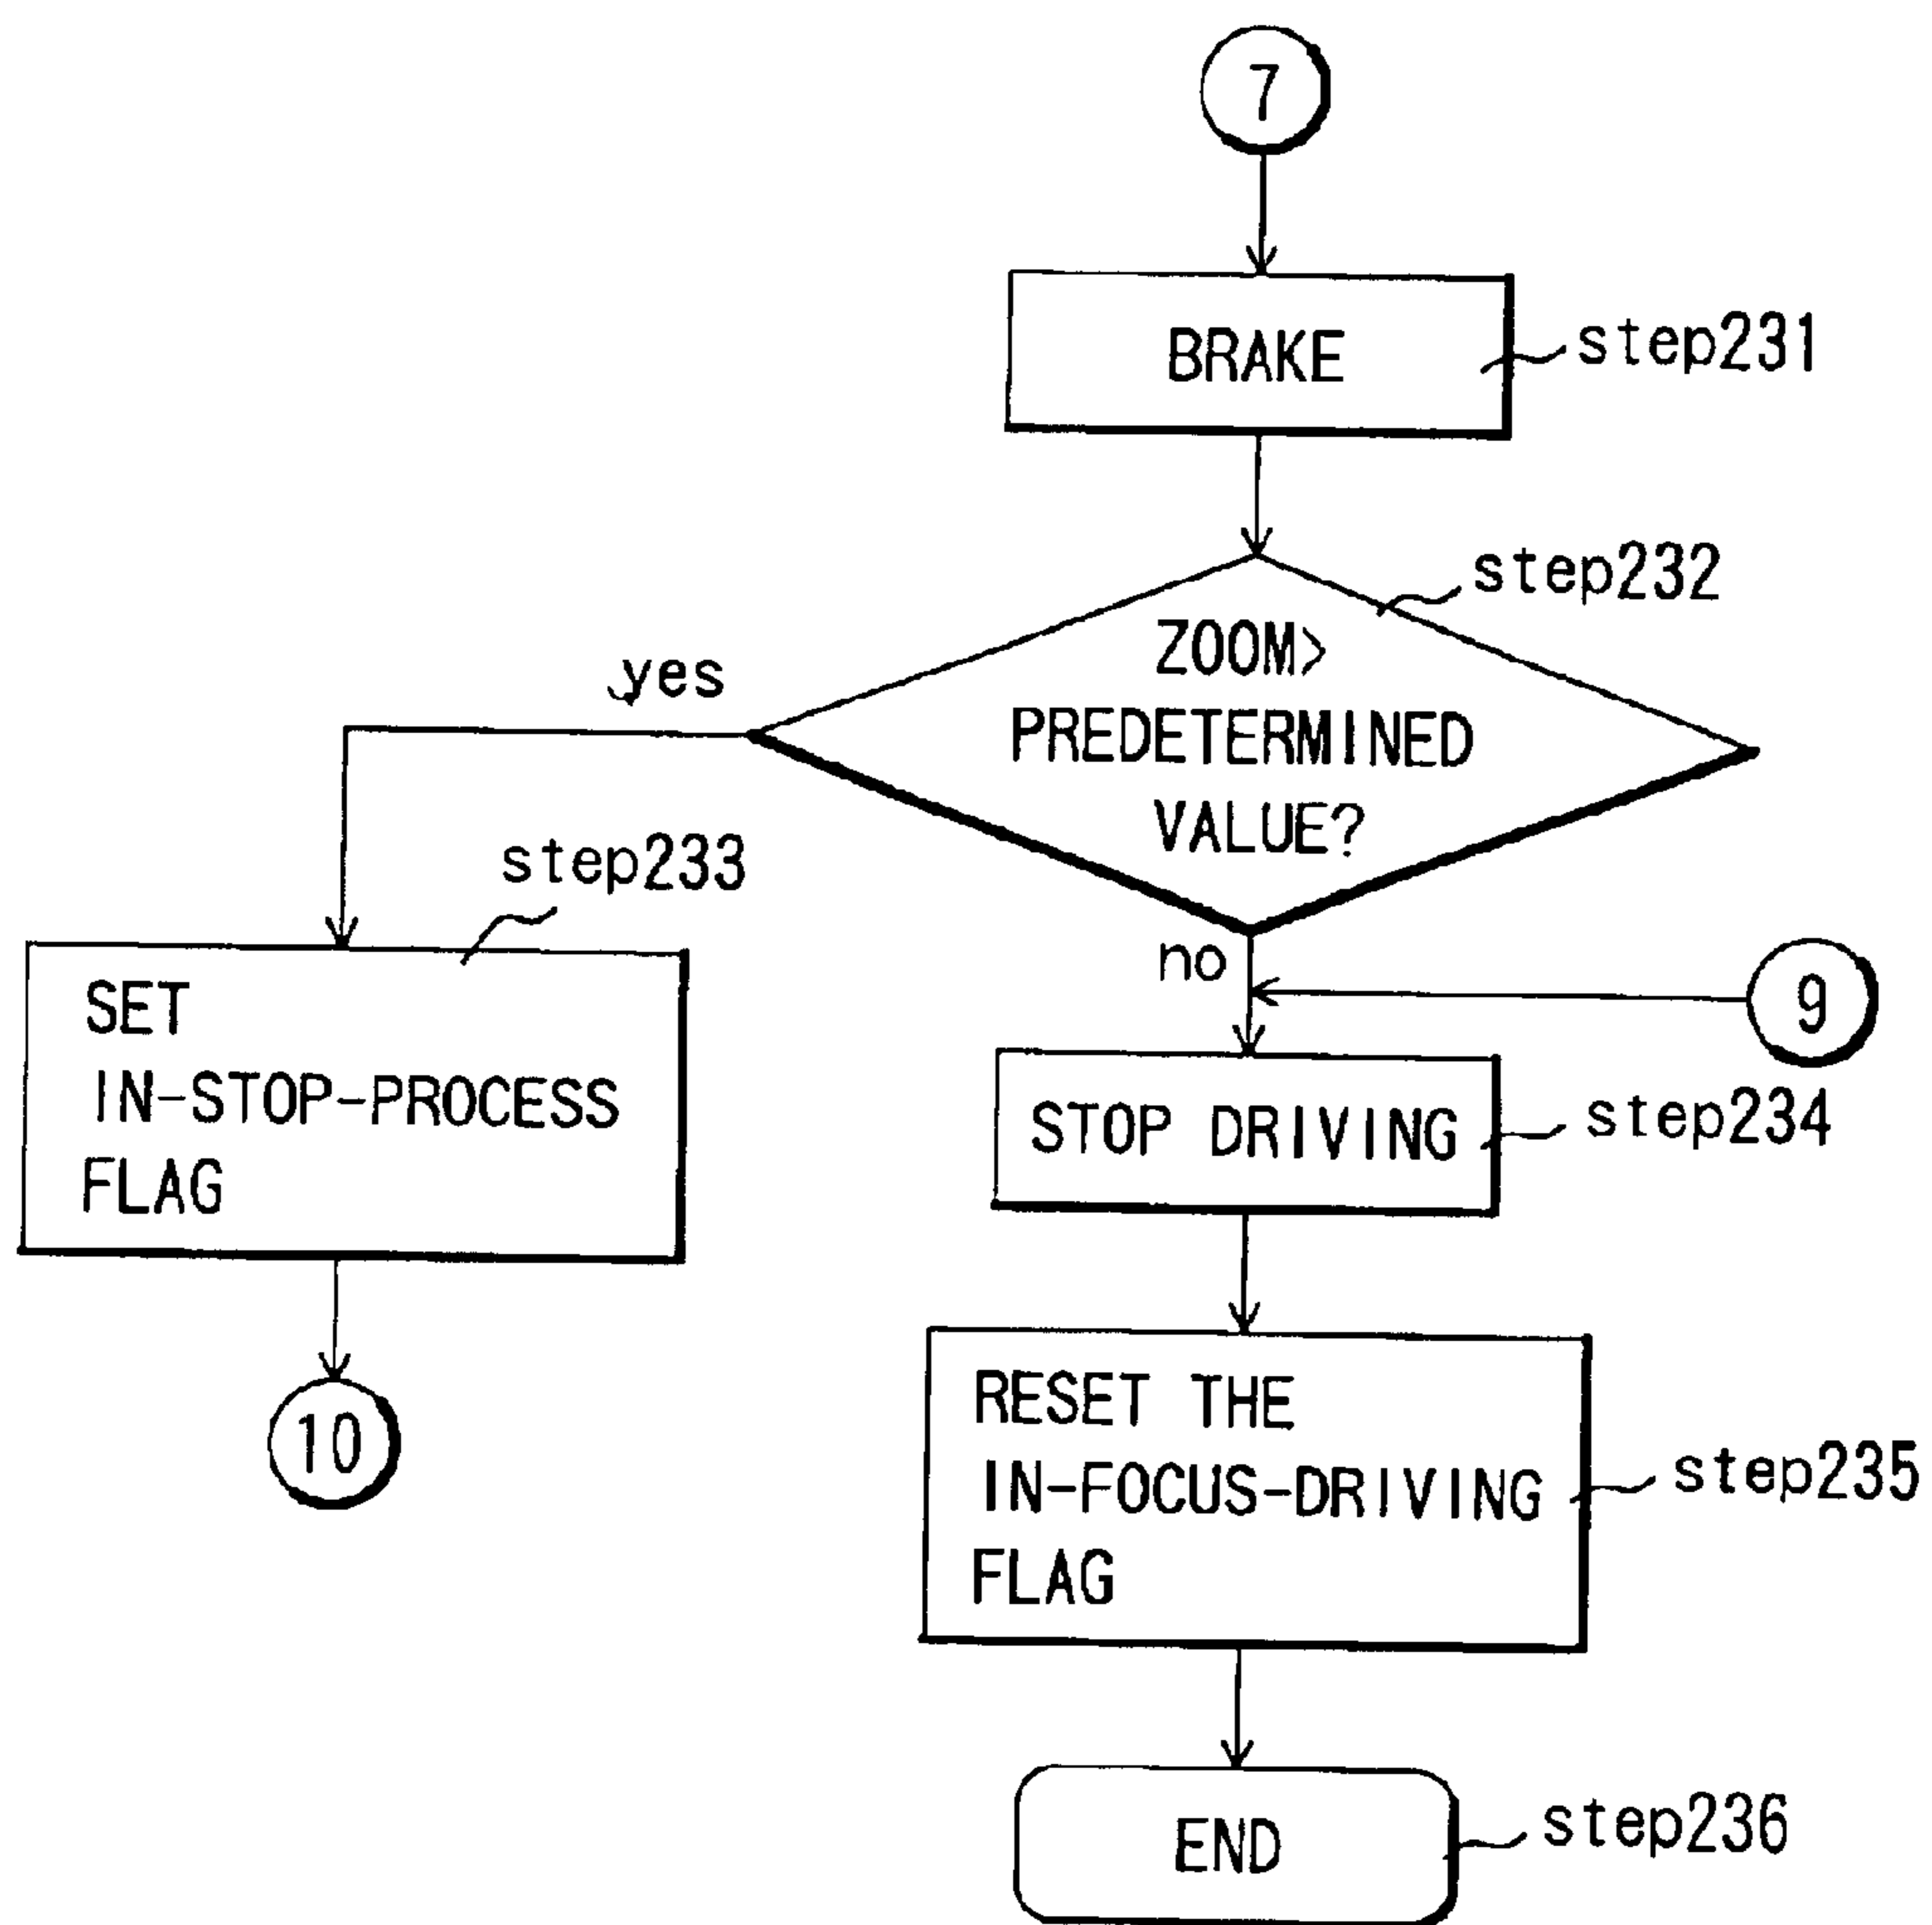 7
BRAKE
step231
step232
ZOOM>
PREDETERMINED
VALUE?
yes
no
step233
SET
IN-STOP-PROCESS
FLAG
10
9
STOP DRIVING
step234
RESET THE
IN-FOCUS-DRIVING
FLAG
step235
END
step236